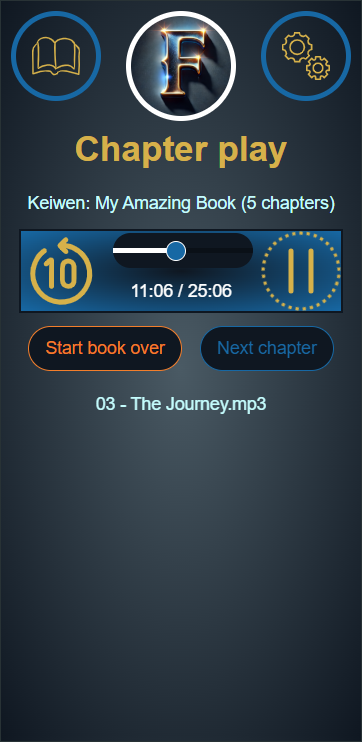 F
Chapter play
Keiwen: My Amazing Book (5 chapters)
10
11:06 / 25:06
Start book over
Next chapter
03 - The Journey.mp3